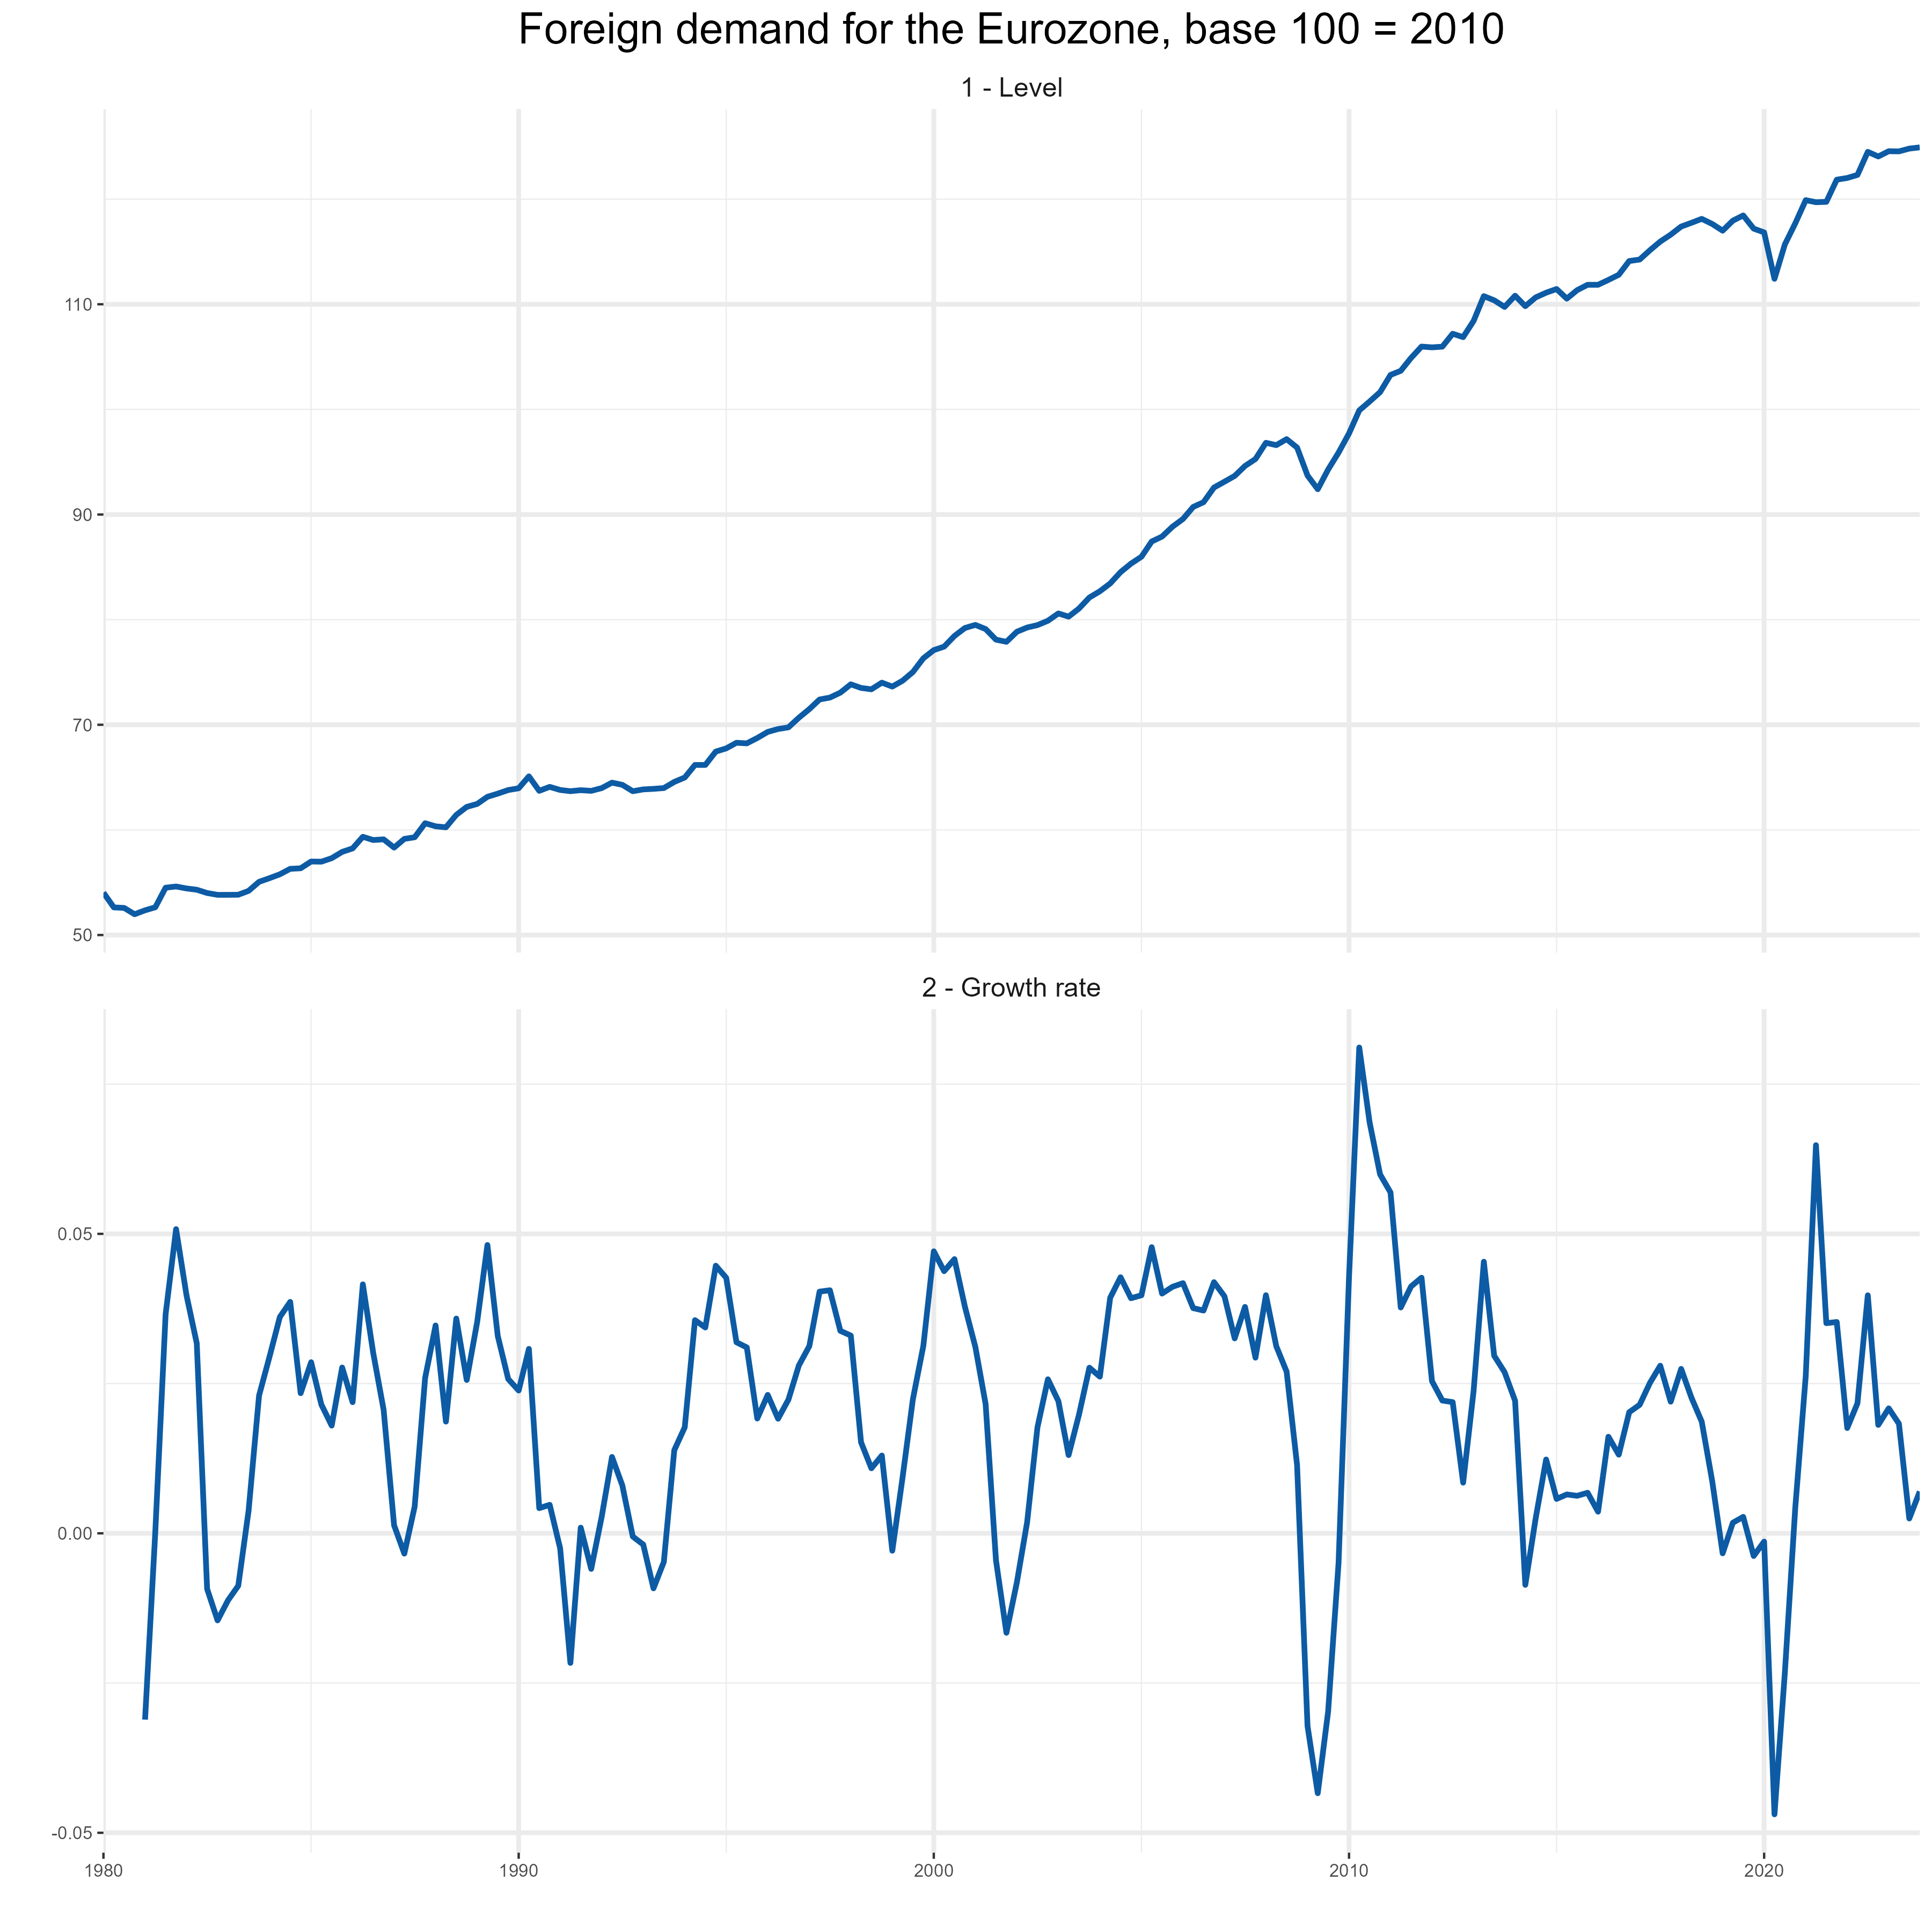 Foreign demand for the Eurozone, base 100 = 2010
1 - Level
110
90
70
50
2 - Growth rate
0.05
0.00
-0.05
1980 1990 2000 2010 2020